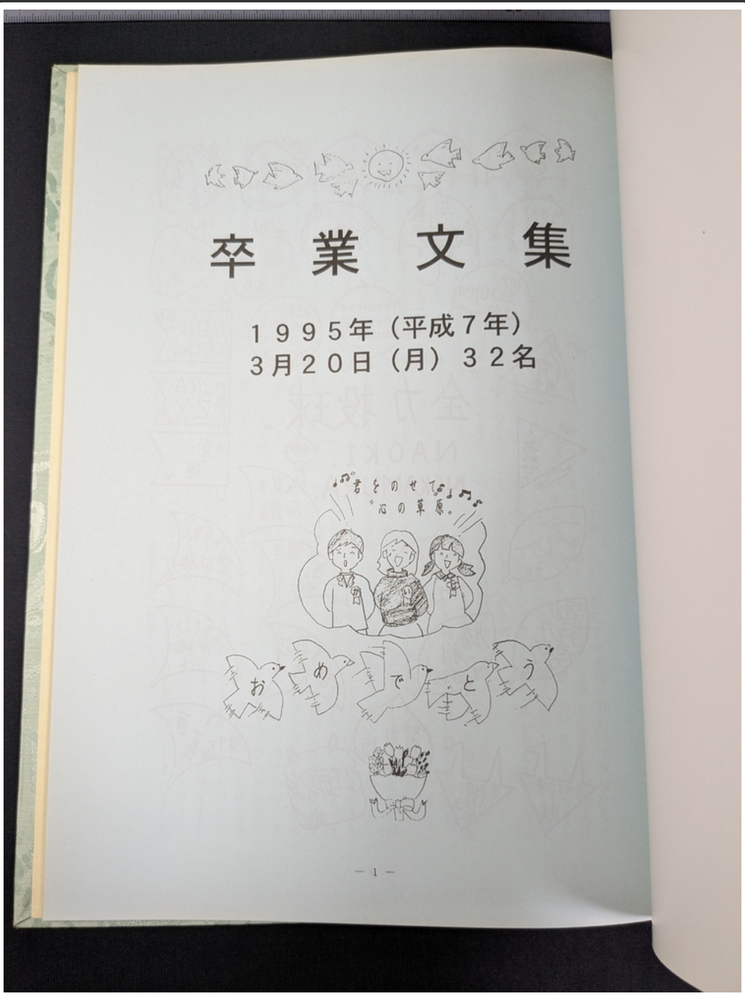 卒業文集
1995年（平成7年）
3月20日（月）32名
君をのせて
"心の草原。
おめでとう
— 1 —